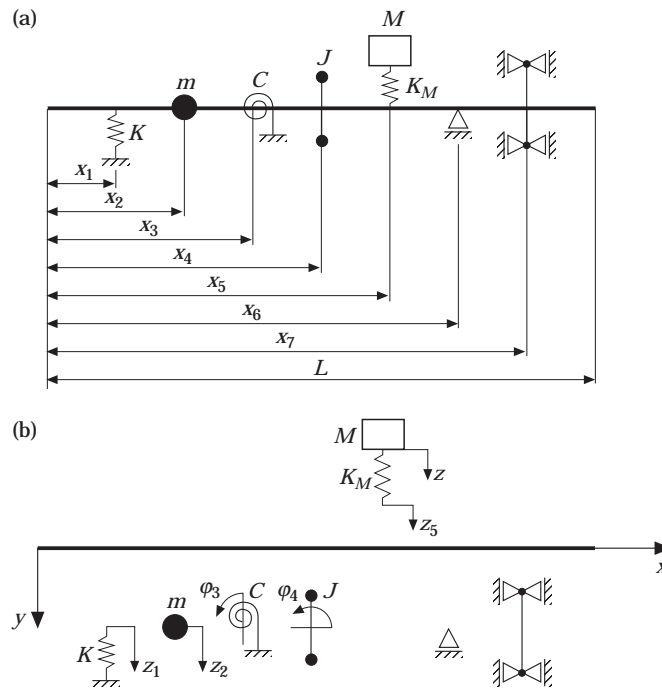 (a)
M
J
m
C
K_M
K
x_1
x_2
x_3
x_4
x_5
x_6
x_7
L
(b)
M
K_M
z
z_5
x
φ_3 C φ_4 J
m
y
K
z_1 z_2